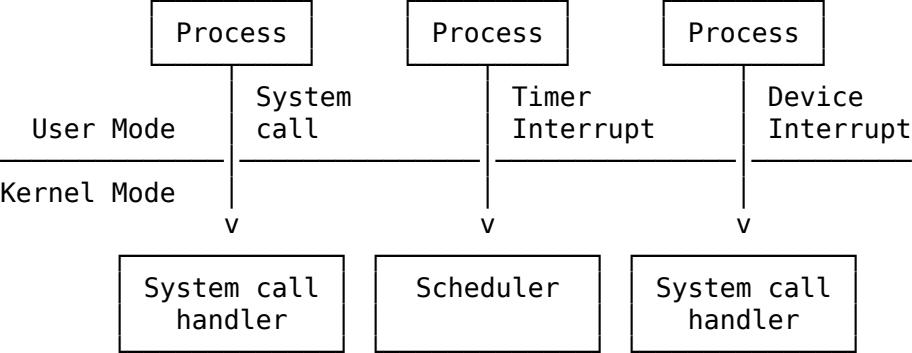 Process Process Process
System Timer Device
User Mode call Interrupt Interrupt
Kernel Mode
v v v
System call Scheduler System call
handler handler